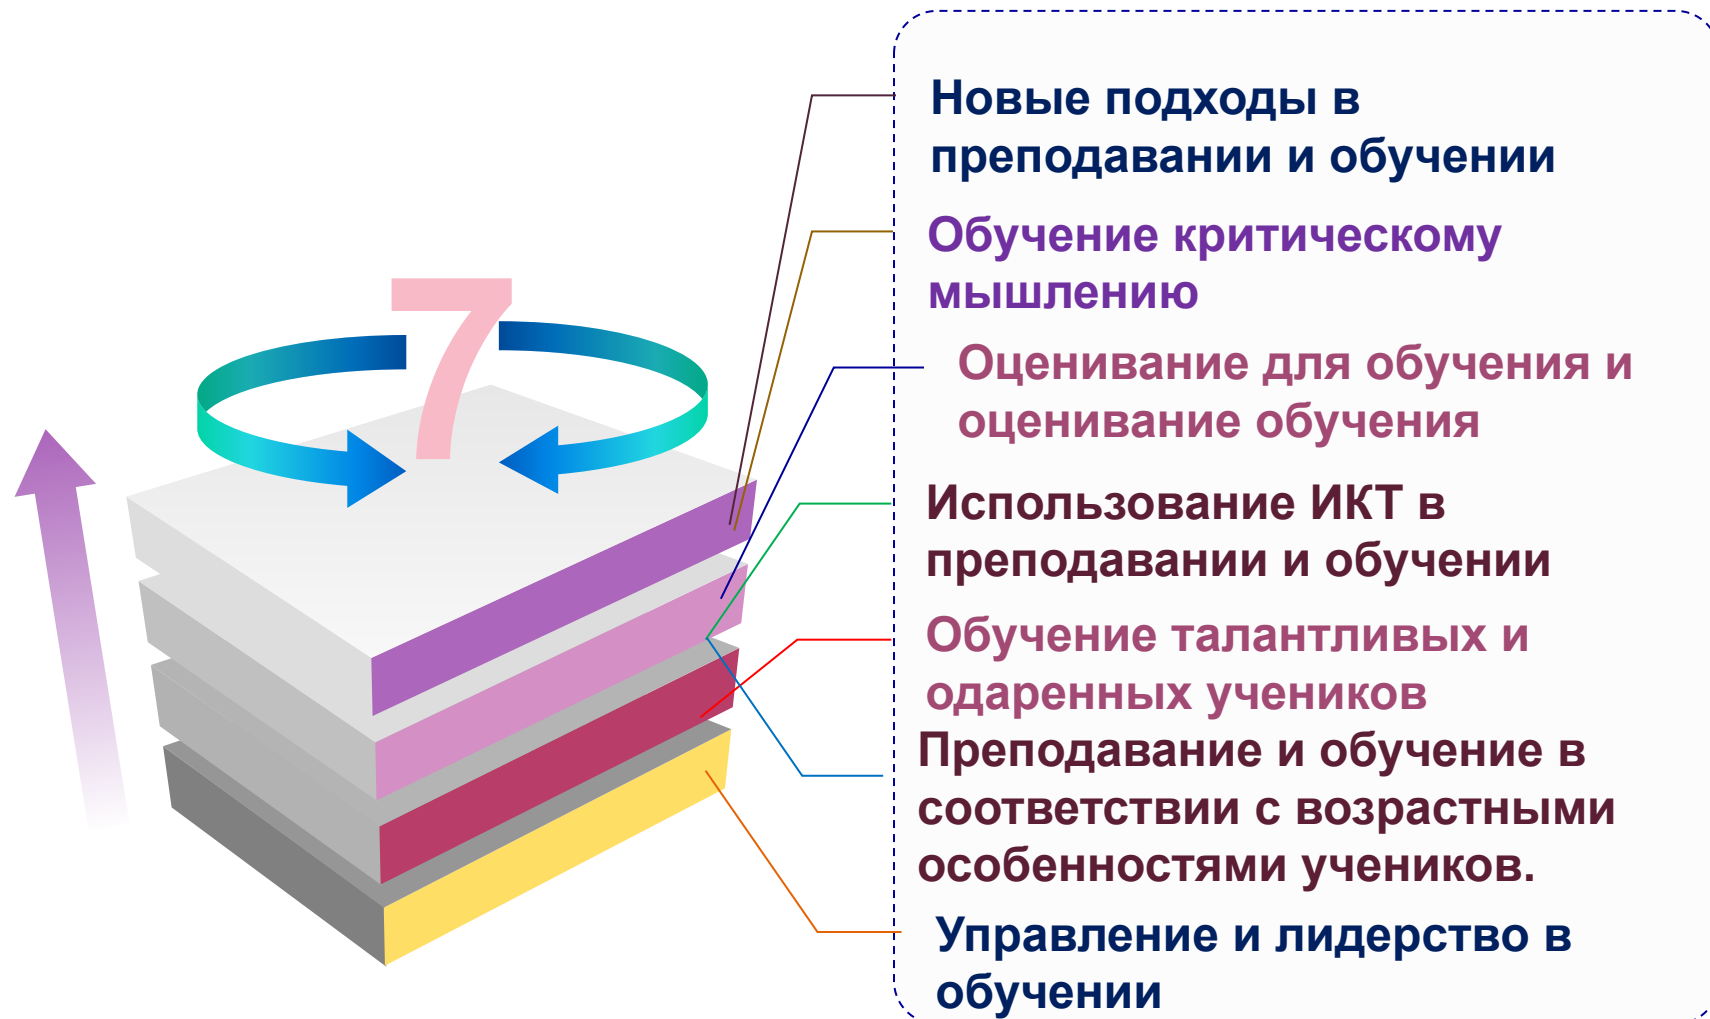 7
Новые подходы в
преподавании и обучении
Обучение критическому
мышлению
Оценивание для обучения и
оценивание обучения
Использование ИКТ в
преподавании и обучении
Обучение талантливых и
одаренных учеников
Преподавание и обучение в
соответствии с возрастными
особенностями учеников.
Управление и лидерство в
обучении